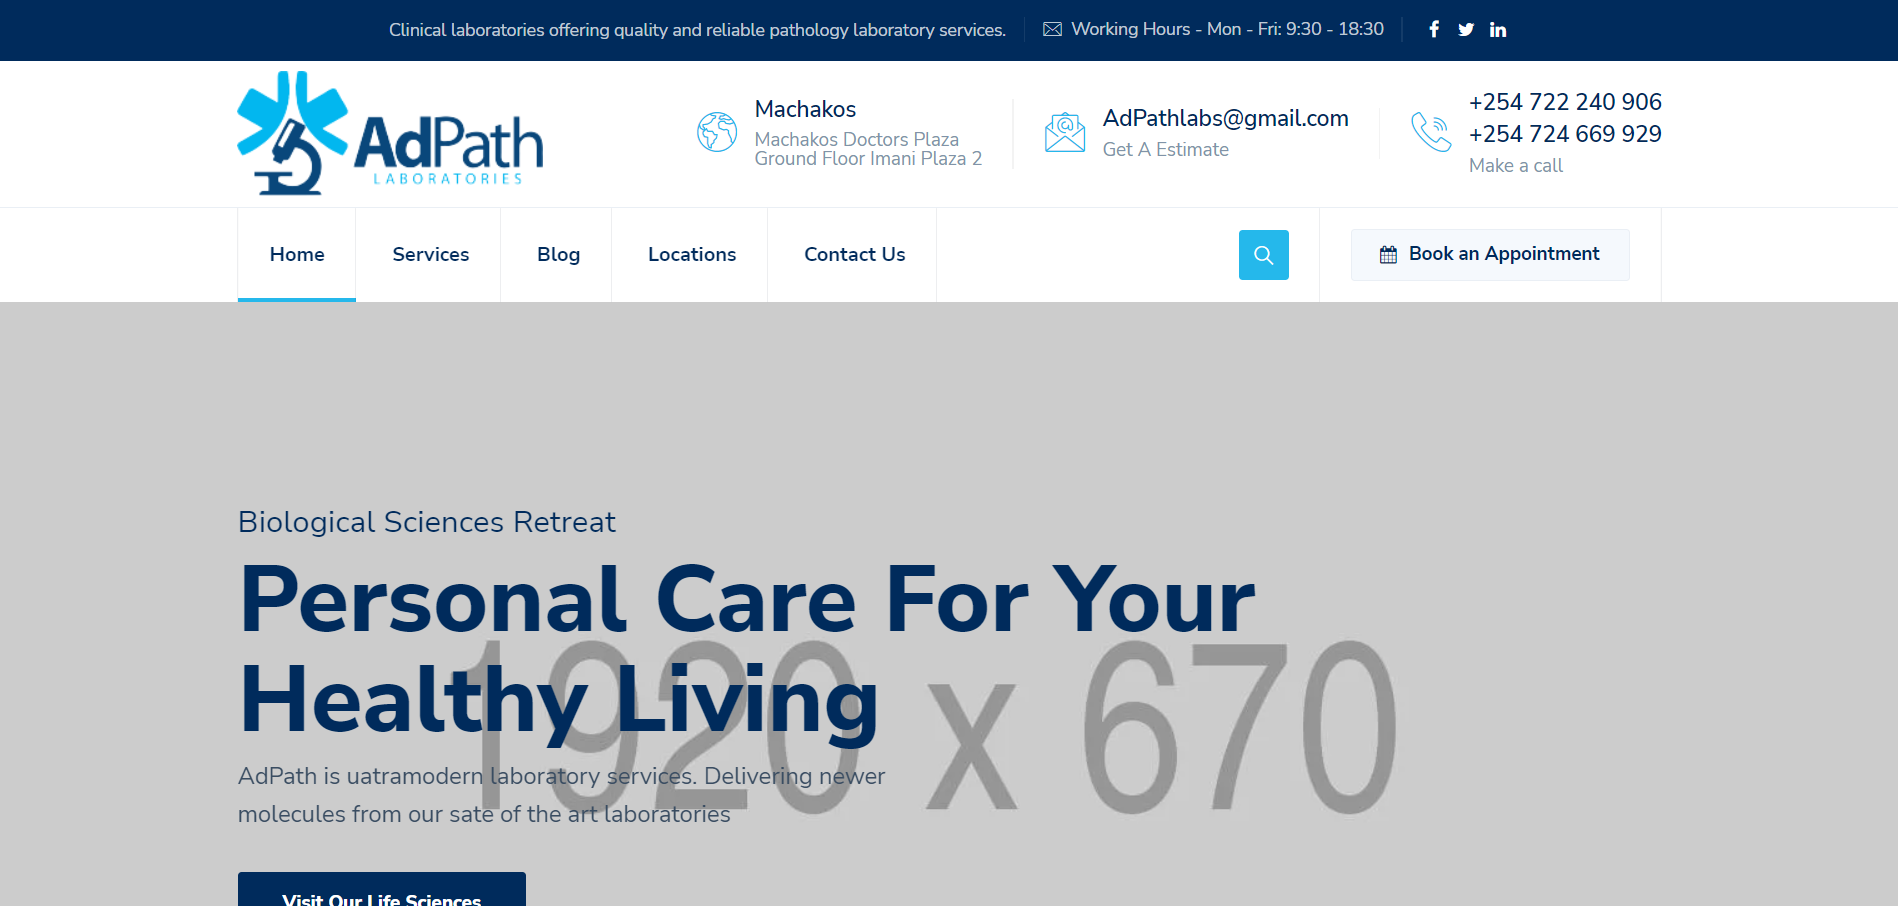 Clinical laboratories offering quality and reliable pathology laboratory services.
Working Hours - Mon - Fri: 9:30 - 18:30
AdPath
LABORATORIES
Machakos
Machakos Doctors Plaza
Ground Floor Imani Plaza 2
AdPathlabs@gmail.com
Get A Estimate
+254 722 240 906
+254 724 669 929
Make a call
Home
Services
Blog
Locations
Contact Us
Book an Appointment
Biological Sciences Retreat
Personal Care For Your
Healthy Living
1920 x 670
AdPath is uatramodern laboratory services. Delivering newer
molecules from our sate of the art laboratories
Visit Our Life Sciences